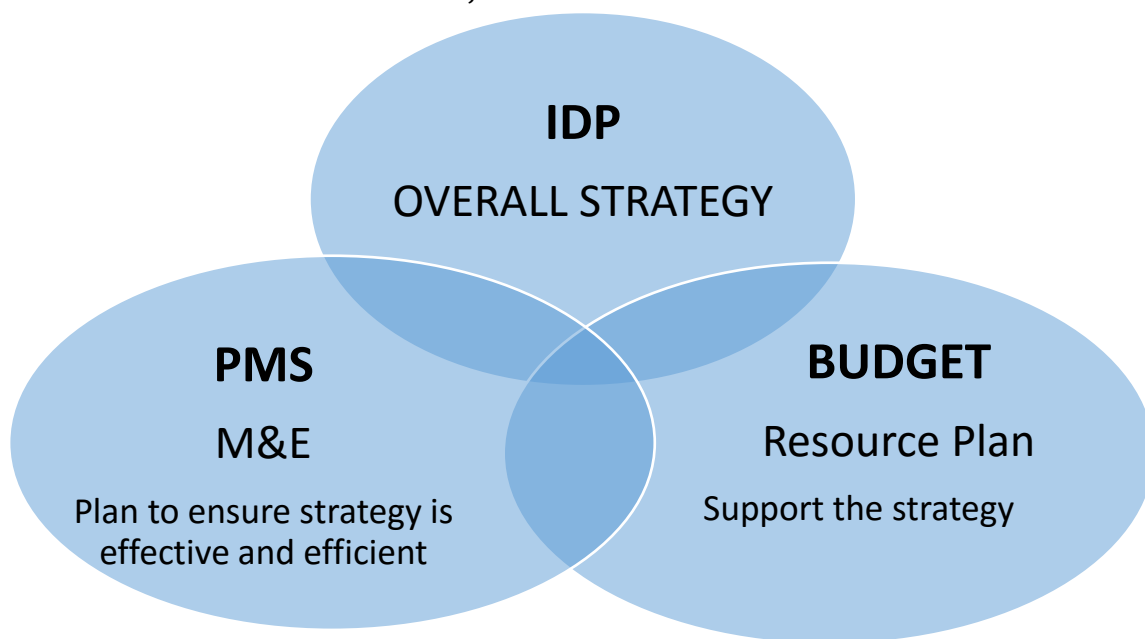 IDP
OVERALL STRATEGY
PMS
M&E
Plan to ensure strategy is
effective and efficient
BUDGET
Resource Plan
Support the strategy